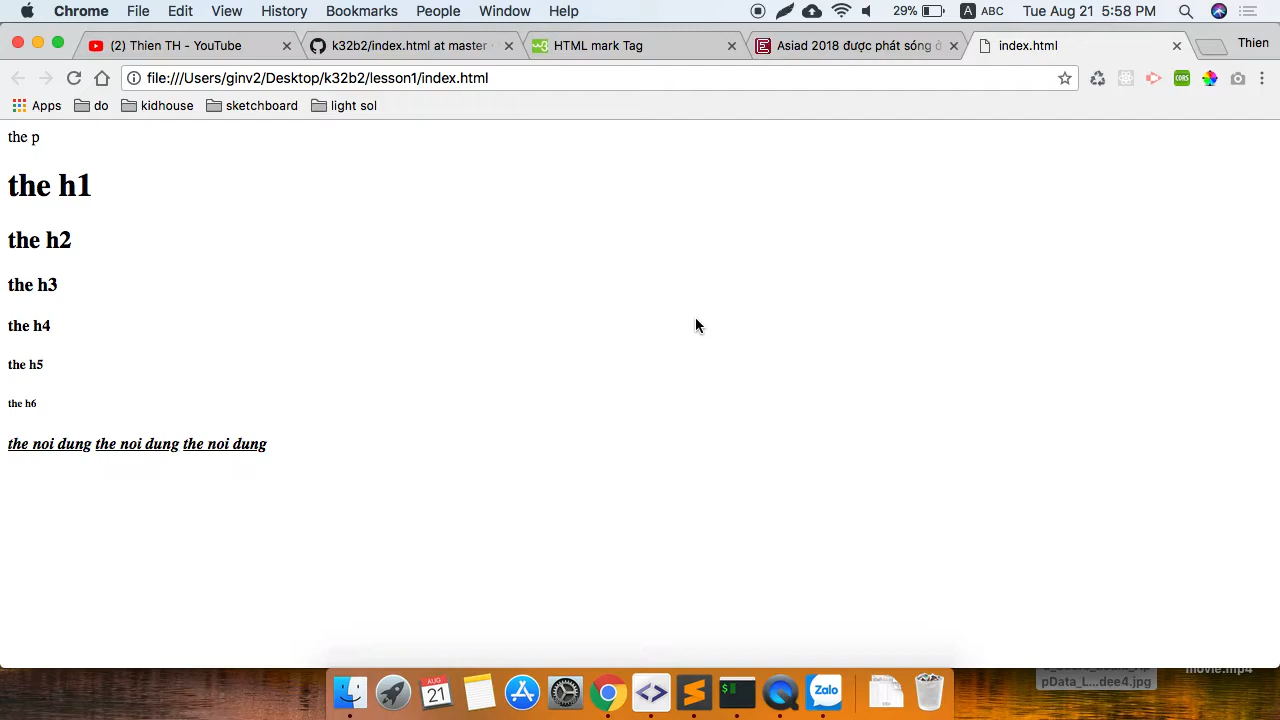 Chrome File Edit View History Bookmarks People Window Help 29% A ABC Tue Aug 21 5:58 PM
(2) Thien TH - YouTube k32b2/index.html at master · HTML mark Tag Asiad 2018 được phát sóng ở index.html Thien
file:///Users/ginv2/Desktop/k32b2/lesson1/index.html
Apps do kidhouse sketchboard light sol
the p
the h1
the h2
the h3
the h4
the h5
the h6
the noi dung the noi dung the noi dung
movie.mp4
pData_L...dee4.jpg
AUG
21
Zalo